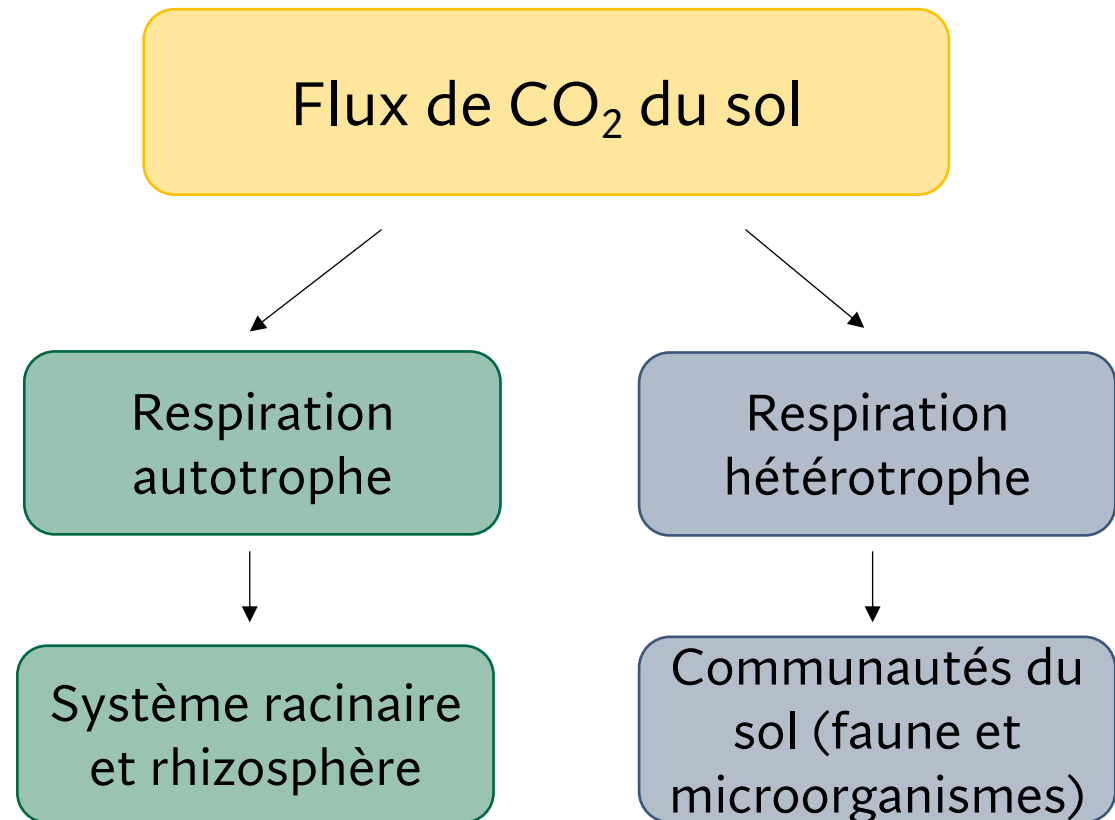 Flux de CO₂ du sol
Respiration
autotrophe
Respiration
hétérotrophe
Système racinaire
et rhizosphère
Communautés du
sol (faune et
microorganismes)